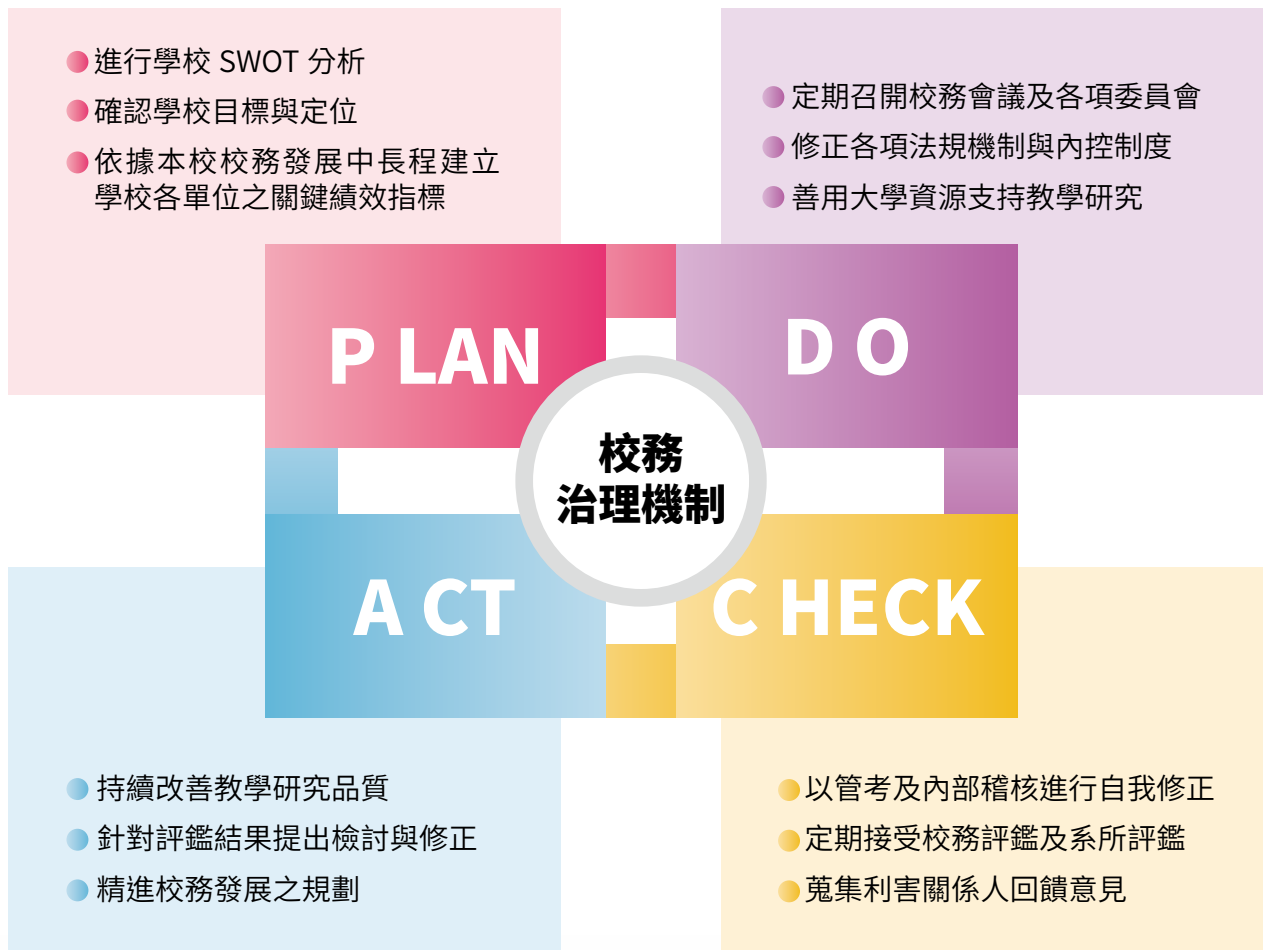 進行學校 SWOT 分析
確認學校目標與定位
依據本校校務發展中長程建立
學校各單位之關鍵績效指標
定期召開校務會議及各項委員會
修正各項法規機制與內控制度
善用大學資源支持教學研究
P LAN
D O
校務
治理機制
A CT
C HECK
持續改善教學研究品質
針對評鑑結果提出檢討與修正
精進校務發展之規劃
以管考及內部稽核進行自我修正
定期接受校務評鑑及系所評鑑
蒐集利害關係人回饋意見